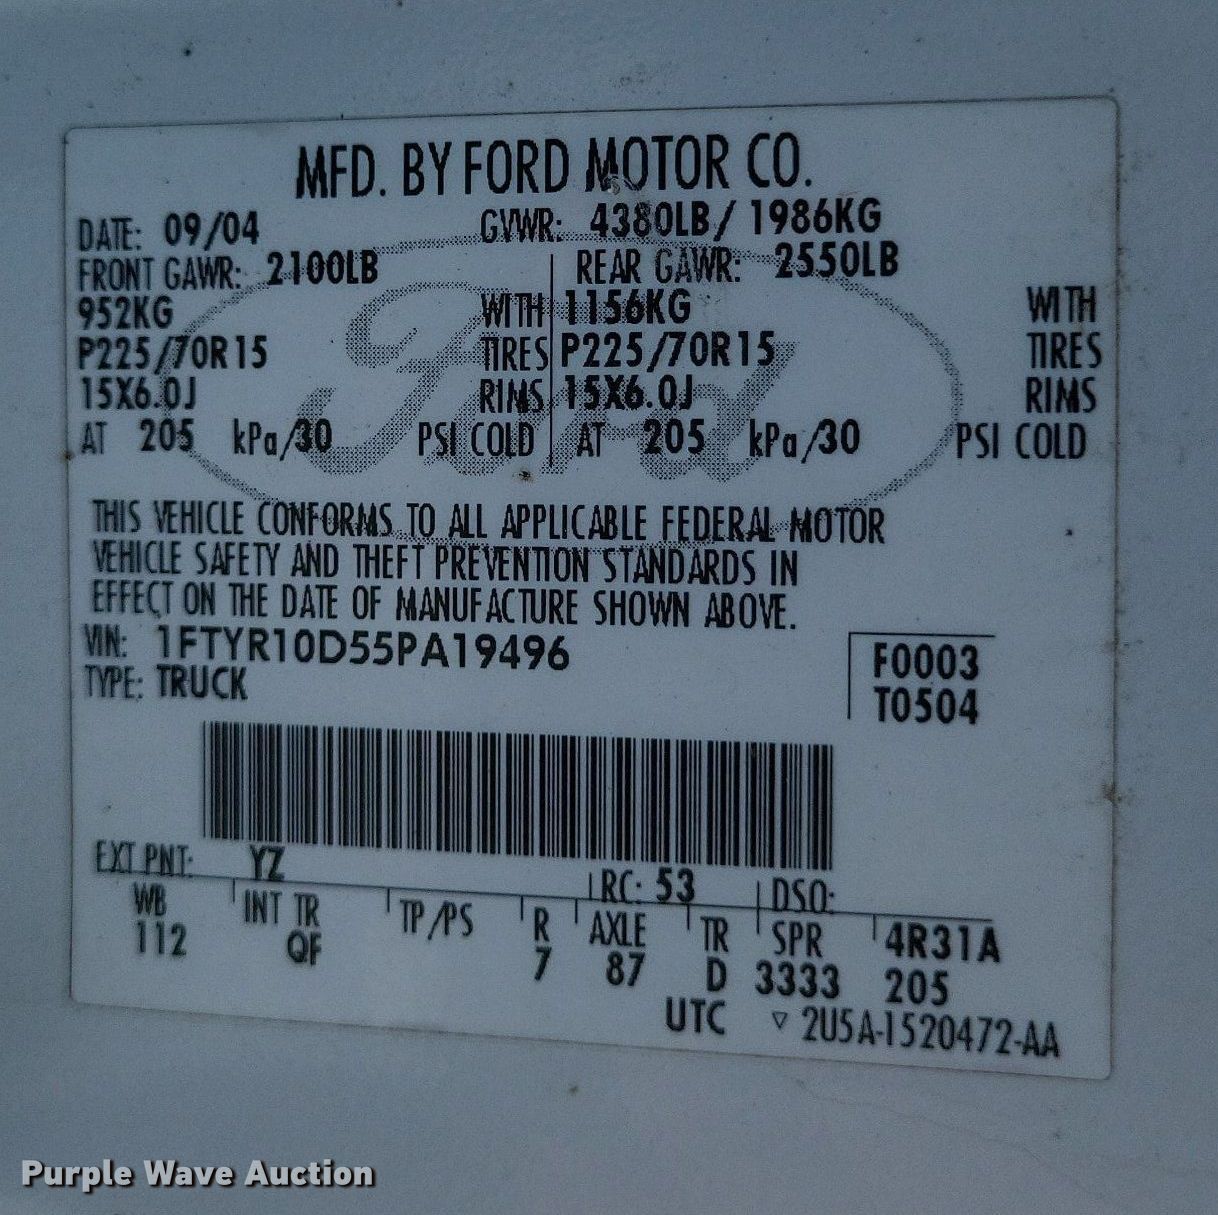 MFD. BY FORD MOTOR CO.
DATE: 09/04 GVWR: 4380LB/ 1986KG
FRONT GAWR: 2100LB REAR GAWR: 2550LB
952KG WITH 1156KG WITH
P225/70R15 TIRES P225/70R15 TIRES
15X6.0J RIMS 15X6.0J RIMS
AT 205 kPa/30 PSI COLD AT 205 kPa/30 PSI COLD
Ford
THIS VEHICLE CONFORMS TO ALL APPLICABLE FEDERAL MOTOR
VEHICLE SAFETY AND THEFT PREVENTION STANDARDS IN
EFFECT ON THE DATE OF MANUFACTURE SHOWN ABOVE.
VIN: 1FTYR10D55PA19496 F0003
TYPE: TRUCK T0504
EXT PNT: YZ RC: 53 DSO:
WB INT TR TP/PS R AXLE TR SPR 4R31A
112 QF 7 87 D 3333 205
UTC ▽ 2U5A-1520472-AA
Purple Wave Auction